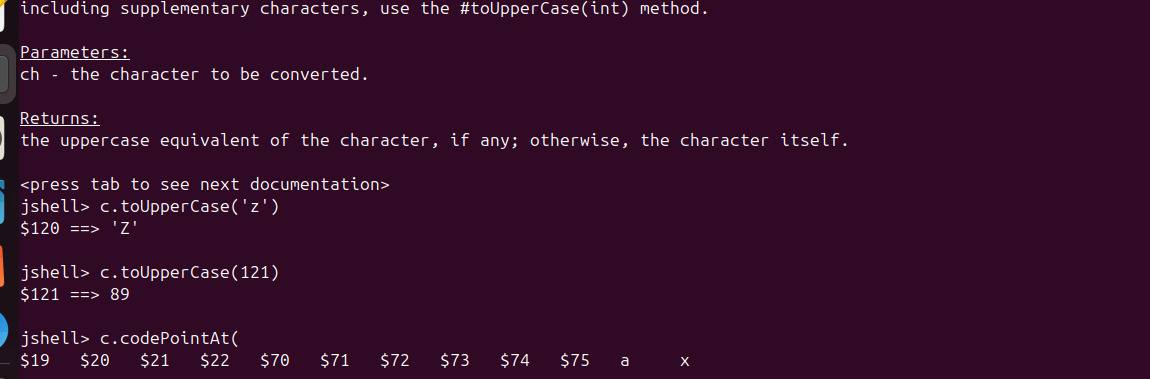 including supplementary characters, use the #toUpperCase(int) method.
Parameters:
ch - the character to be converted.
Returns:
the uppercase equivalent of the character, if any; otherwise, the character itself.
<press tab to see next documentation>
jshell> c.toUpperCase('z')
$120 ==> 'Z'
jshell> c.toUpperCase(121)
$121 ==> 89
jshell> c.codePointAt(
$19   $20   $21   $22   $70   $71   $72   $73   $74   $75   a     x